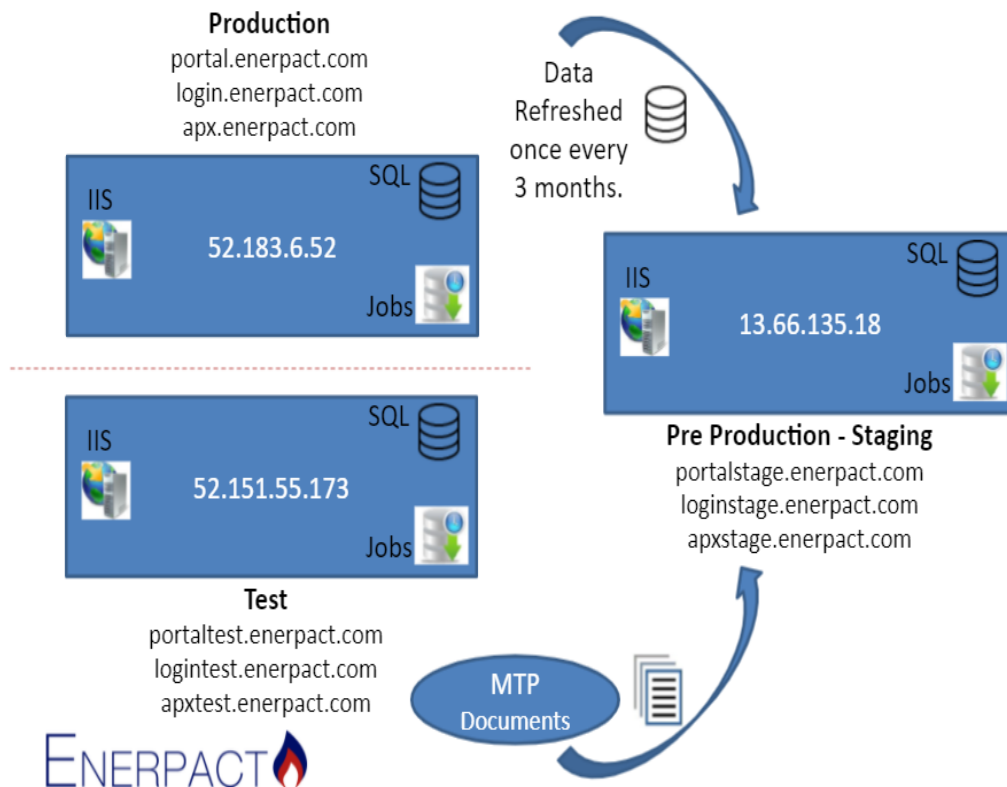 Production
portal.enerpact.com
login.enerpact.com
apx.enerpact.com
SQL
IIS
52.183.6.52
Jobs
Data
Refreshed
once every
3 months.
SQL
IIS
13.66.135.18
Jobs
Pre Production - Staging
portalstage.enerpact.com
loginstage.enerpact.com
apxstage.enerpact.com
SQL
IIS
52.151.55.173
Jobs
Test
portaltest.enerpact.com
logintest.enerpact.com
apxtest.enerpact.com
MTP
Documents
ENERPACT